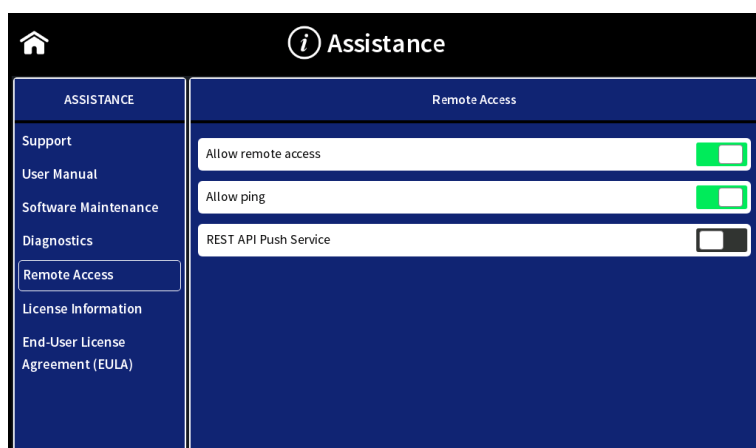 i Assistance
ASSISTANCE
Remote Access
Support
User Manual
Software Maintenance
Diagnostics
Remote Access
License Information
End-User License
Agreement (EULA)
Allow remote access
Allow ping
REST API Push Service